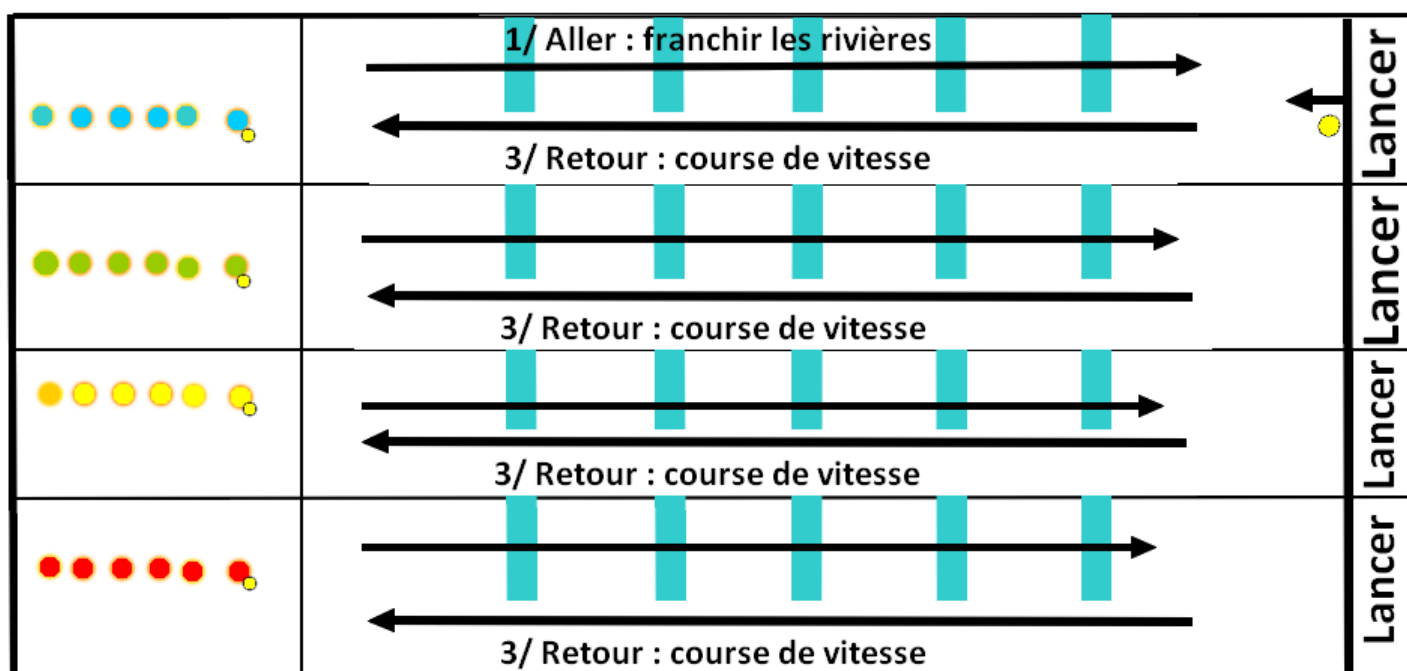 1/ Aller : franchir les rivières
3/ Retour : course de vitesse
Lancer
3/ Retour : course de vitesse
Lancer
3/ Retour : course de vitesse
Lancer
3/ Retour : course de vitesse
Lancer